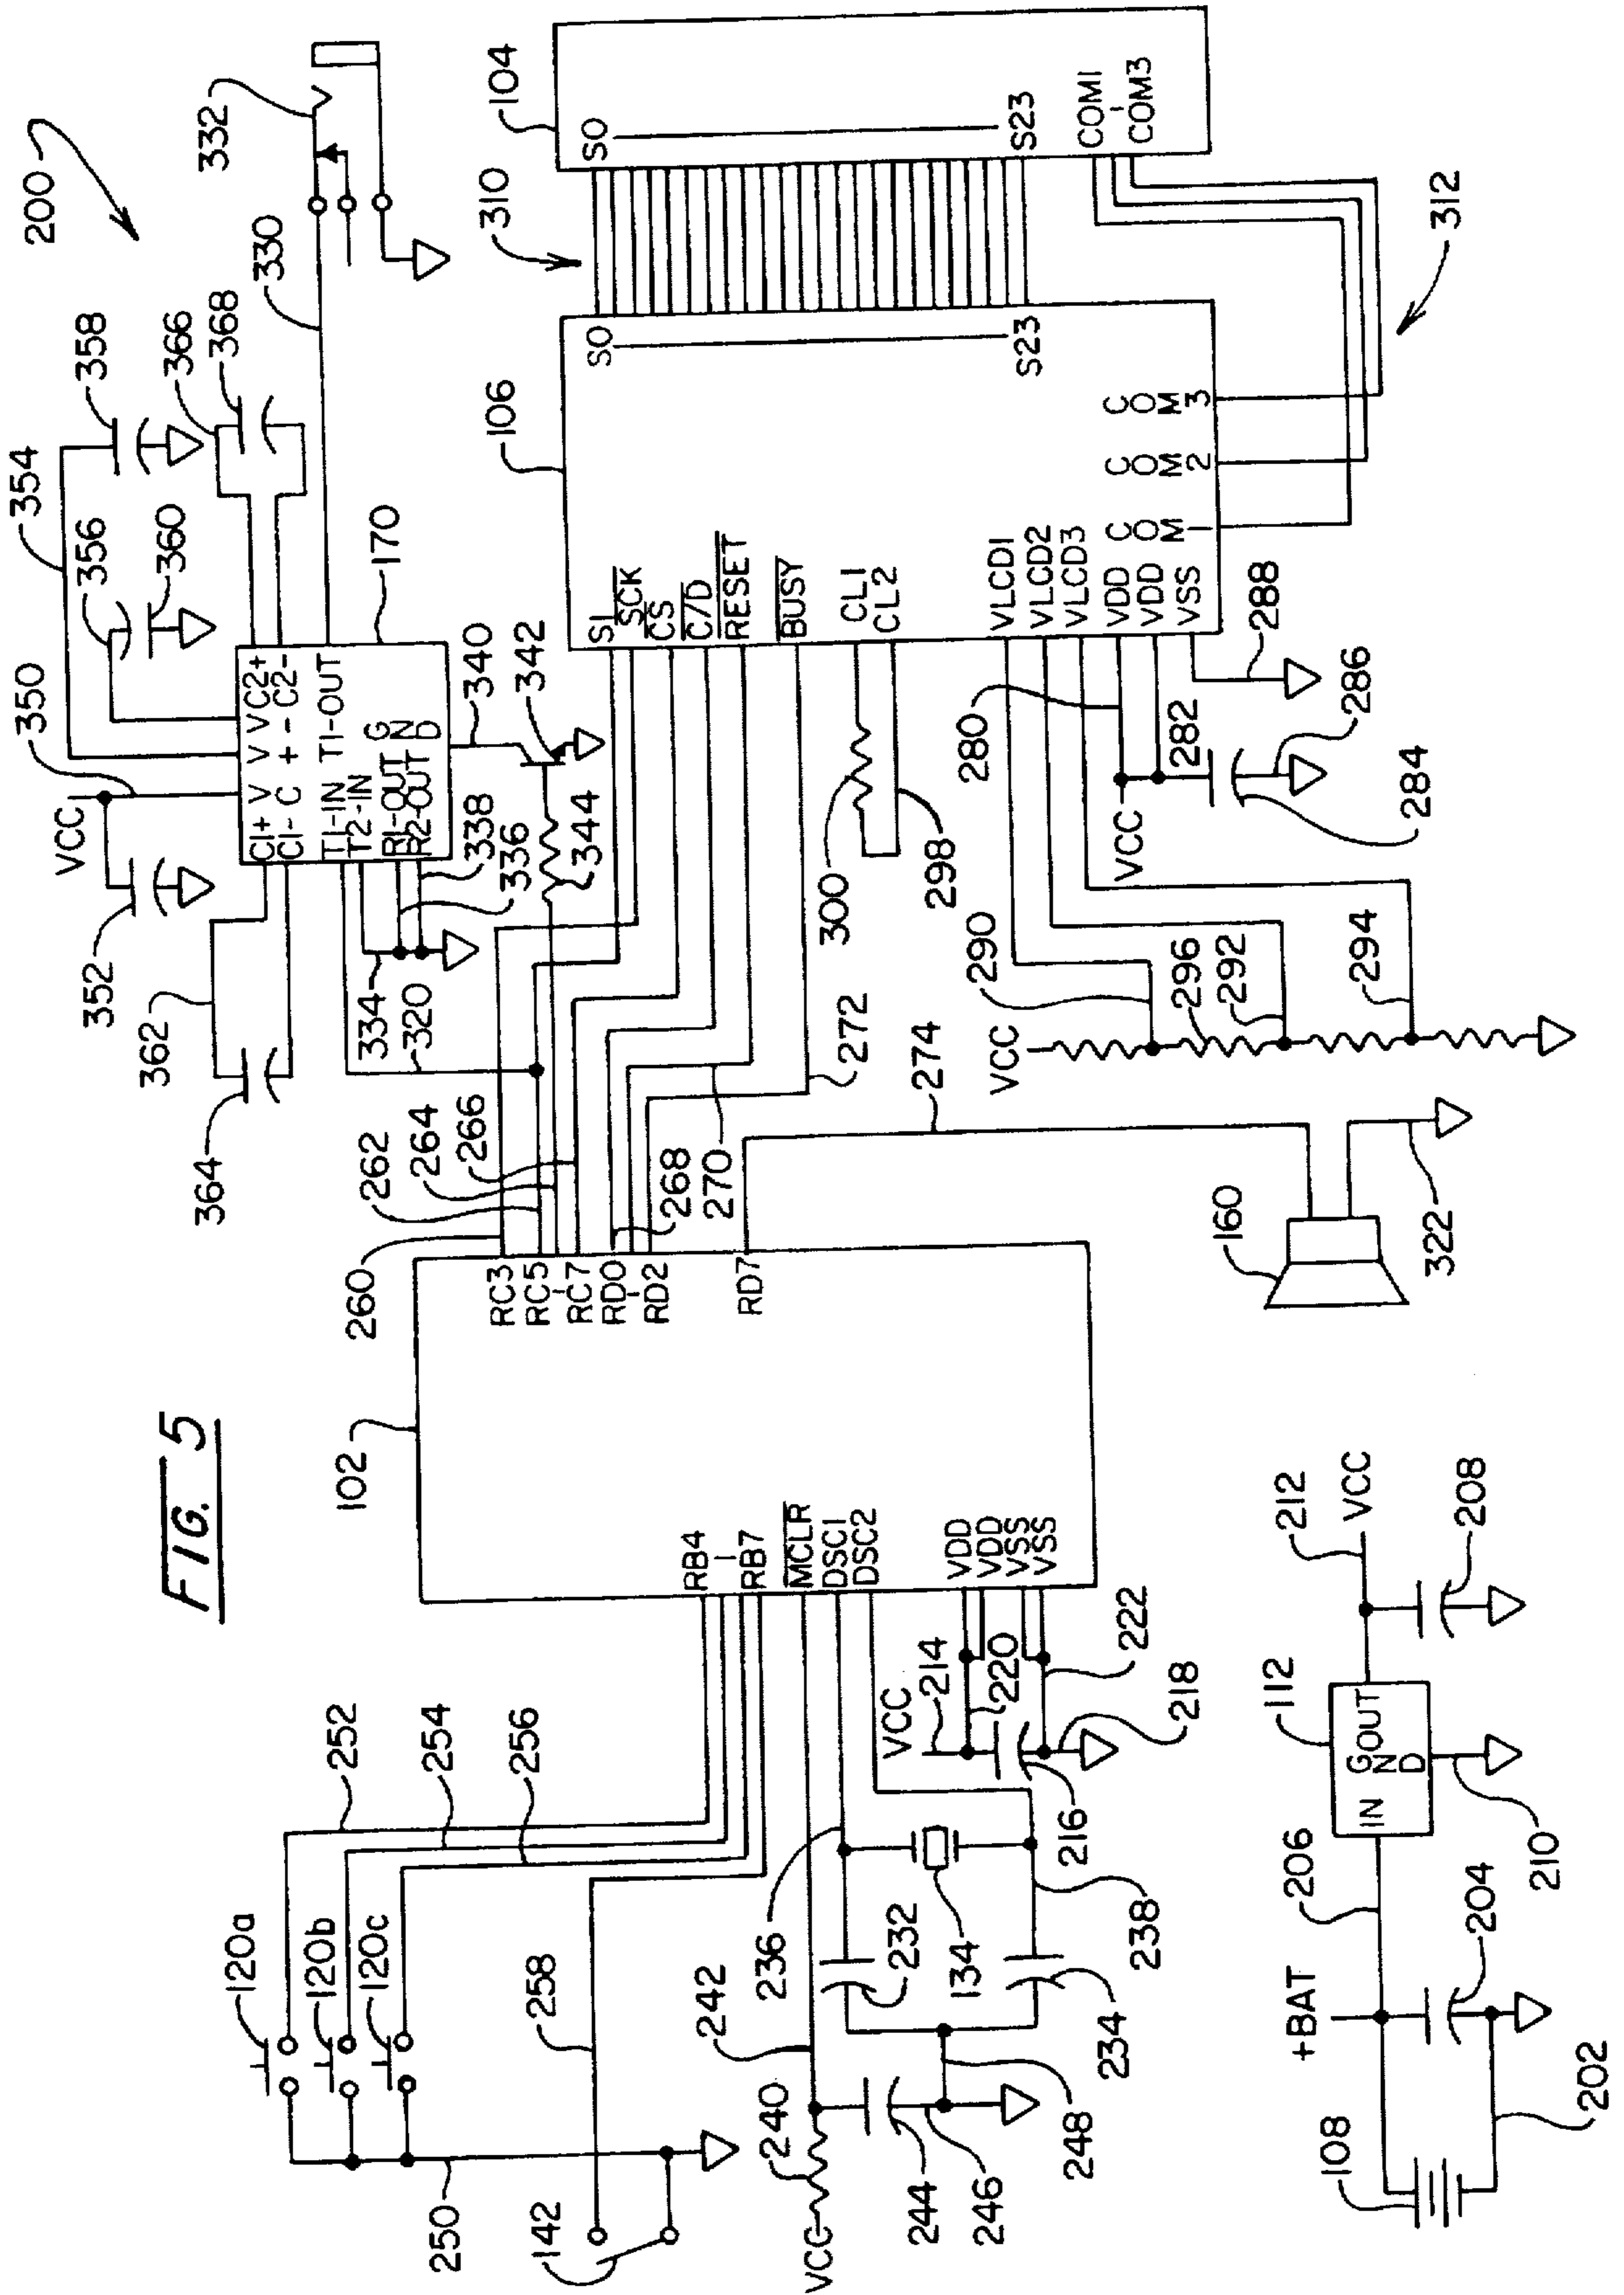 FIG. 5
200
332
330
354
358
356
366
368
360
350
VCC
352
362
364
C1+ V V V C2+
C1- C + - C2-
T1-IN T1-OUT
T2-IN
R1-OUT
R2-OUT
GND
170
340
342
344
338
336
334
320
104
S0
S23
COM1
-
COM3
310
312
106
S0
S23
SI
SCK
CS
C/D
RESET
BUSY
CL1
CL2
VLCD1
VLCD2
VLCD3
VDD
VDD
VSS
COM1
COM2
COM3
300
298
280
282
VCC
284
286
288
290
292
294
296
VCC
272
274
102
260
262
264
266
268
270
RC3
RC5
-
RC7
RD0
-
RD2
RD7
RB4
-
RB7
MCLR
DSC1
DSC2
VDD
VDD
VSS
VSS
160
322
120a
120b
120c
252
254
256
258
250
142
242
240
VCC
244
246
248
236
232
134
234
238
VCC
214
220
216
218
222
+BAT
108
202
204
206
IN
GND
OUT
112
210
212
VCC
208